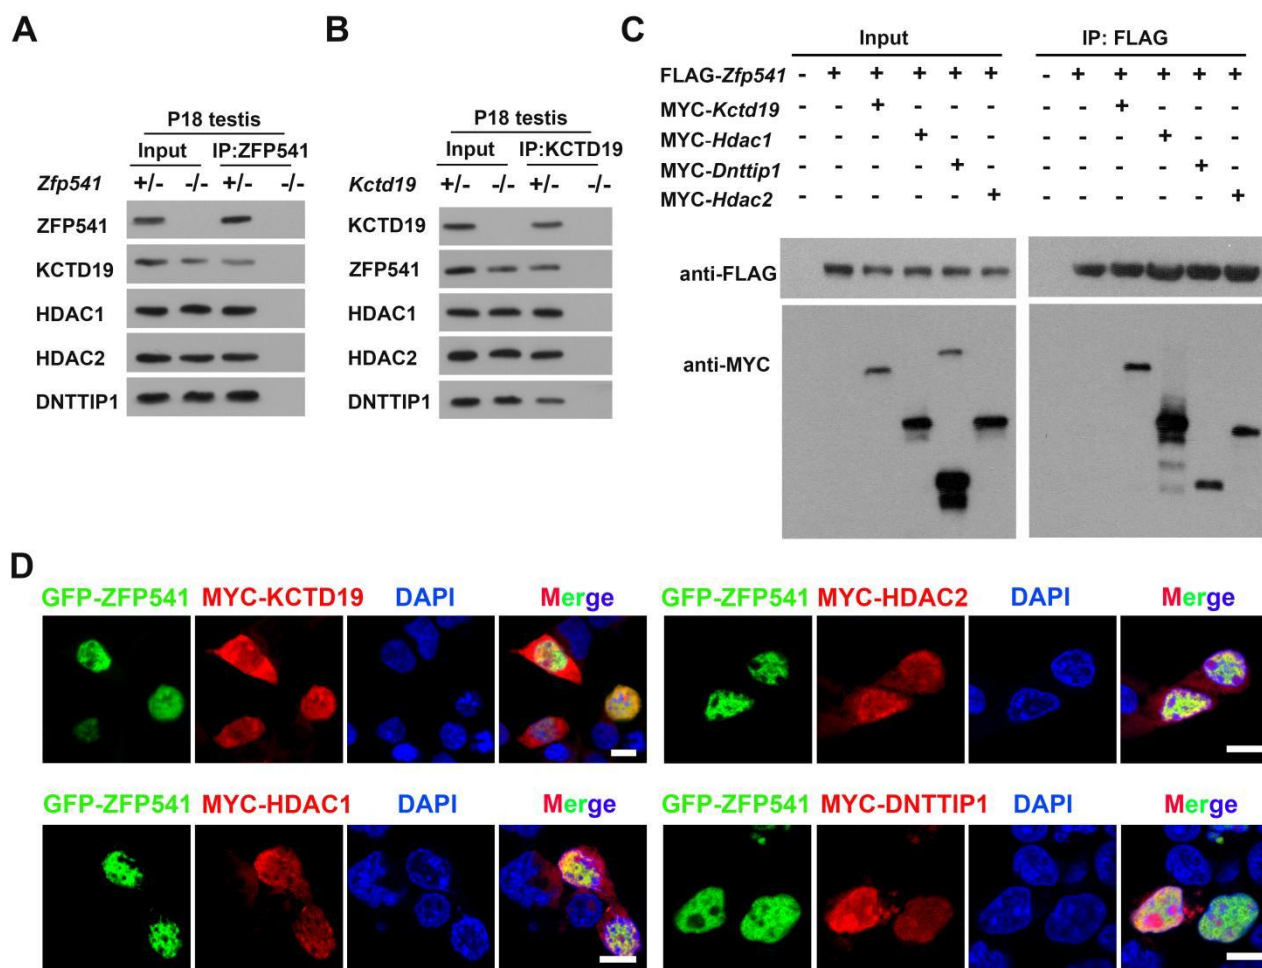 A
P18 testis
Input IP:ZFP541
Zfp541 +/- -/- +/- -/-
ZFP541
KCTD19
HDAC1
HDAC2
DNTTIP1
B
P18 testis
Input IP:KCTD19
Kctd19 +/- -/- +/- -/-
KCTD19
ZFP541
HDAC1
HDAC2
DNTTIP1
C
Input IP: FLAG
FLAG-Zfp541 - + + + + + - + + + + +
MYC-Kctd19 - - + - - - - - + - - -
MYC-Hdac1 - - - + - - - - - + - -
MYC-Dnttip1 - - - - + - - - - - + -
MYC-Hdac2 - - - - - + - - - - - +
anti-FLAG
anti-MYC
D
GFP-ZFP541 MYC-KCTD19 DAPI Merge GFP-ZFP541 MYC-HDAC2 DAPI Merge
GFP-ZFP541 MYC-HDAC1 DAPI Merge GFP-ZFP541 MYC-DNTTIP1 DAPI Merge